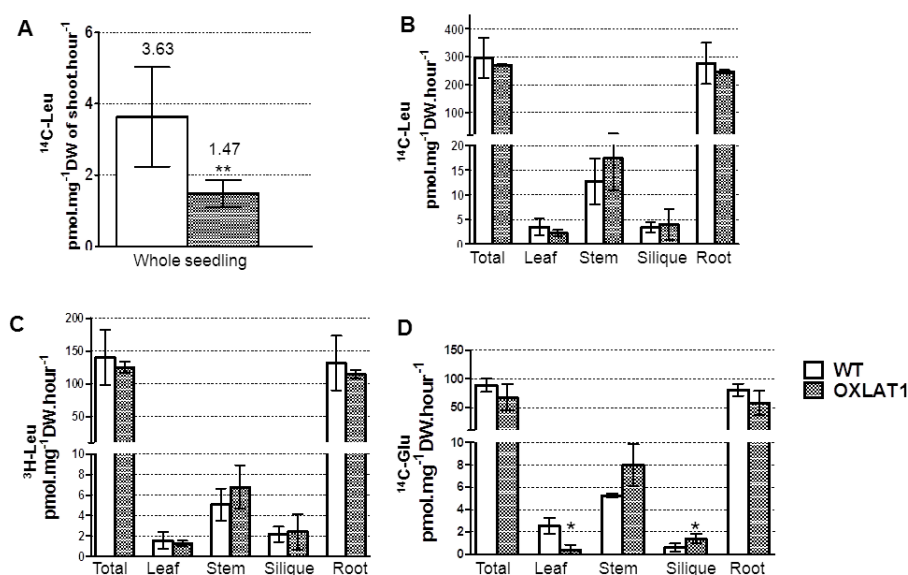 A
¹⁴C-Leu
pmol.mg⁻¹DW of shoot.hour⁻¹
6
4
2
0
3.63
1.47
**
Whole seedling
B
¹⁴C-Leu
pmol.mg⁻¹DW.hour⁻¹
400
300
200
100
20
15
10
5
0
Total Leaf Stem Silique Root
C
³H-Leu
pmol.mg⁻¹DW.hour⁻¹
200
150
100
50
10
8
6
4
2
0
Total Leaf Stem Silique Root
D
¹⁴C-Glu
pmol.mg⁻¹DW.hour⁻¹
150
100
50
10
8
6
4
2
0
*
*
Total Leaf Stem Silique Root
WT
OXLAT1